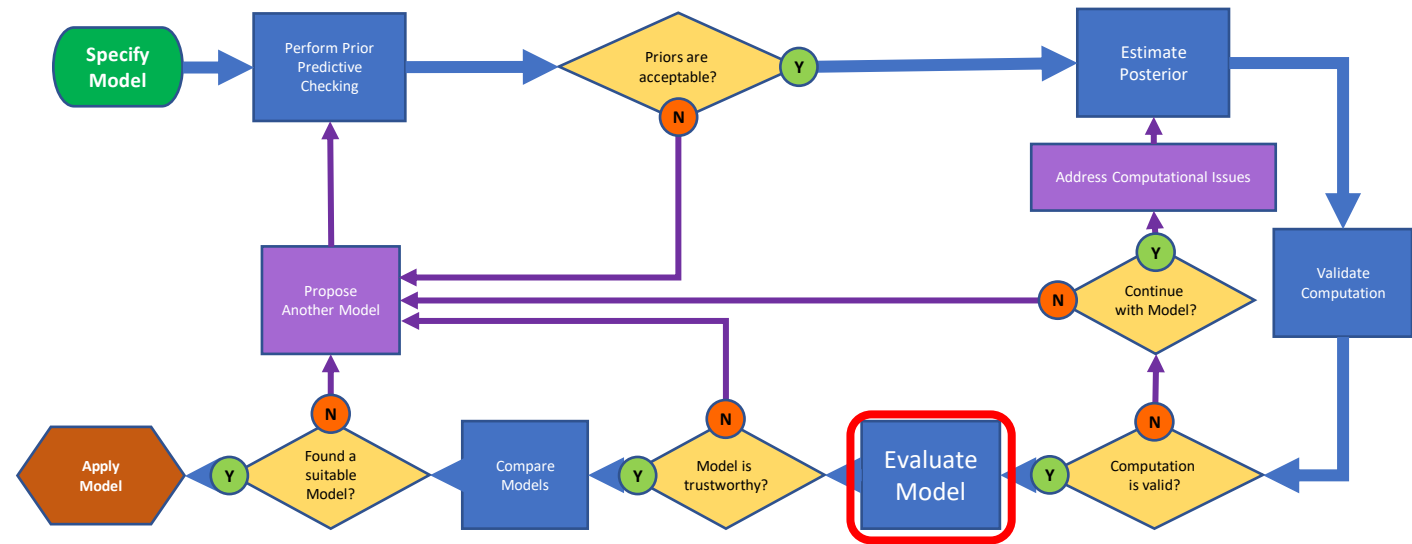 Specify
Model
Perform Prior
Predictive
Checking
Priors are
acceptable?
Y
N
Estimate
Posterior
Address Computational Issues
Y
Continue
with Model?
N
Validate
Computation
Propose
Another Model
N
Computation
is valid?
Y
Evaluate
Model
N
Model is
trustworthy?
Y
Compare
Models
N
Found a
suitable
Model?
Y
Apply
Model